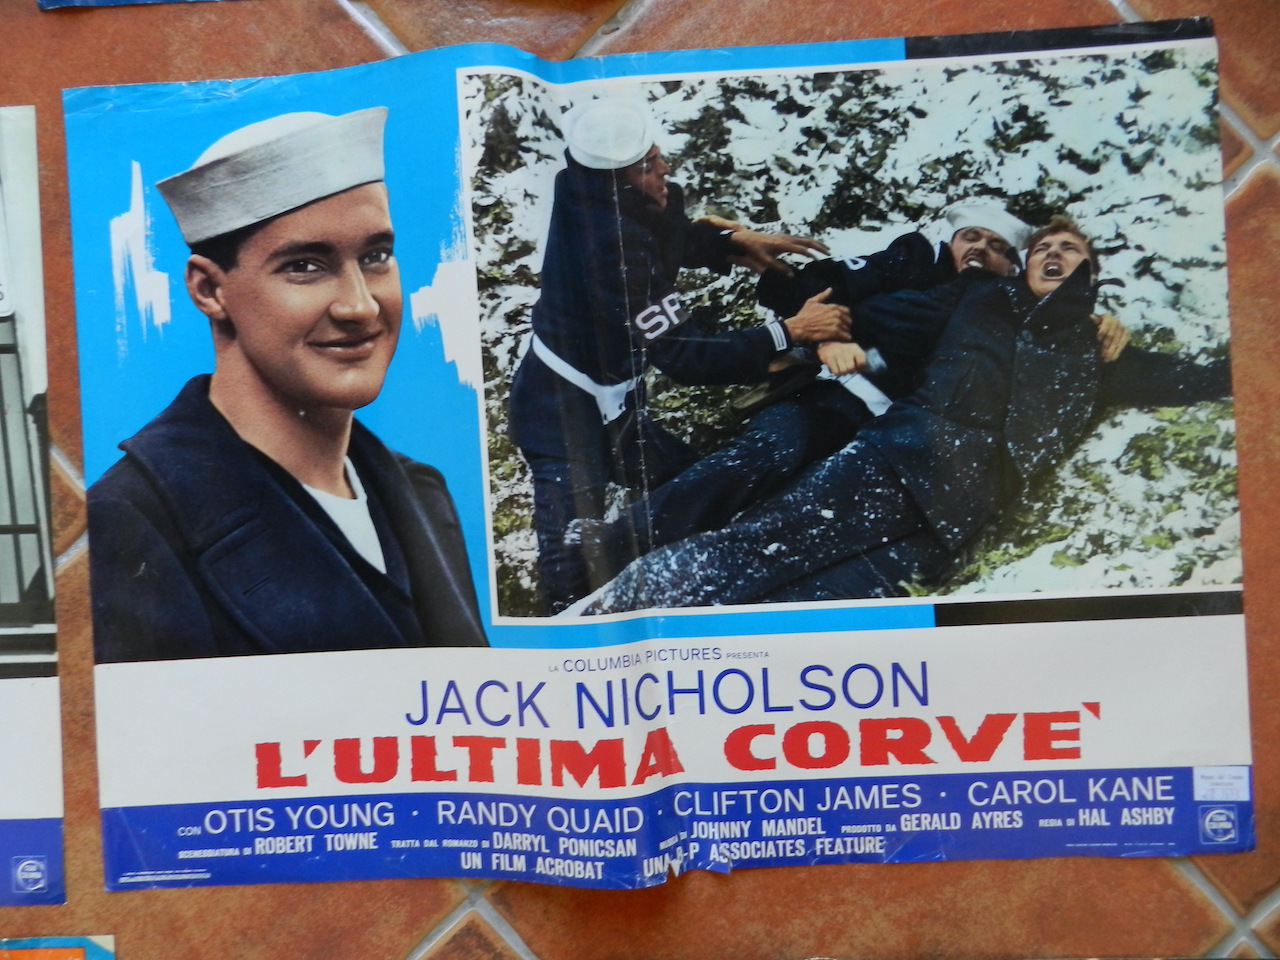 SP
LA COLUMBIA PICTURES PRESENTA
JACK NICHOLSON
L'ULTIMA CORVE'
CON OTIS YOUNG · RANDY QUAID · CLIFTON JAMES · CAROL KANE
SCENEGGIATURA DI ROBERT TOWNE TRATTA DAL ROMANZO DI DARRYL PONICSAN MUSICA DI JOHNNY MANDEL PRODOTTO DA GERALD AYRES REGIA DI HAL ASHBY
UN FILM ACROBAT UNA B-P ASSOCIATES FEATURE